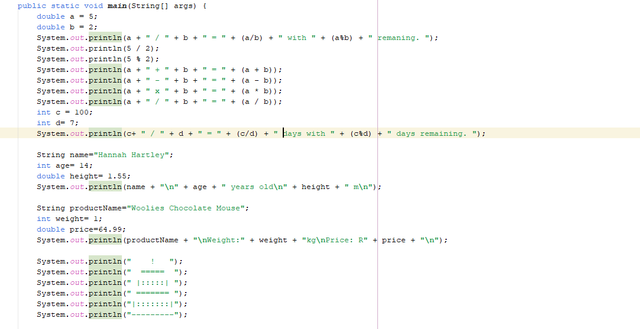 public static void main(String[] args) {
double a = 5;
double b = 2;
System.out.println(a + " / " + b + " = " + (a/b) + " with " + (a%b) + " remaning. ");
System.out.println(5 / 2);
System.out.println(5 % 2);
System.out.println(a + " + " + b + " = " + (a + b));
System.out.println(a + " - " + b + " = " + (a - b));
System.out.println(a + " x " + b + " = " + (a * b));
System.out.println(a + " / " + b + " = " + (a / b));
int c = 100;
int d= 7;
System.out.println(c+ " / " + d + " = " + (c/d) + " days with " + (c%d) + " days remaining. ");
String name="Hannah Hartley";
int age= 14;
double height= 1.55;
System.out.println(name + "\n" + age + " years old\n" + height + " m\n");
String productName="Woolies Chocolate Mouse";
int weight= 1;
double price=64.99;
System.out.println(productName + "\nWeight:" + weight + "kg\nPrice: R" + price + "\n");
System.out.println("    !   ");
System.out.println("  =====  ");
System.out.println(" |:::::| ");
System.out.println(" ======= ");
System.out.println("|:::::::|");
System.out.println("---------");